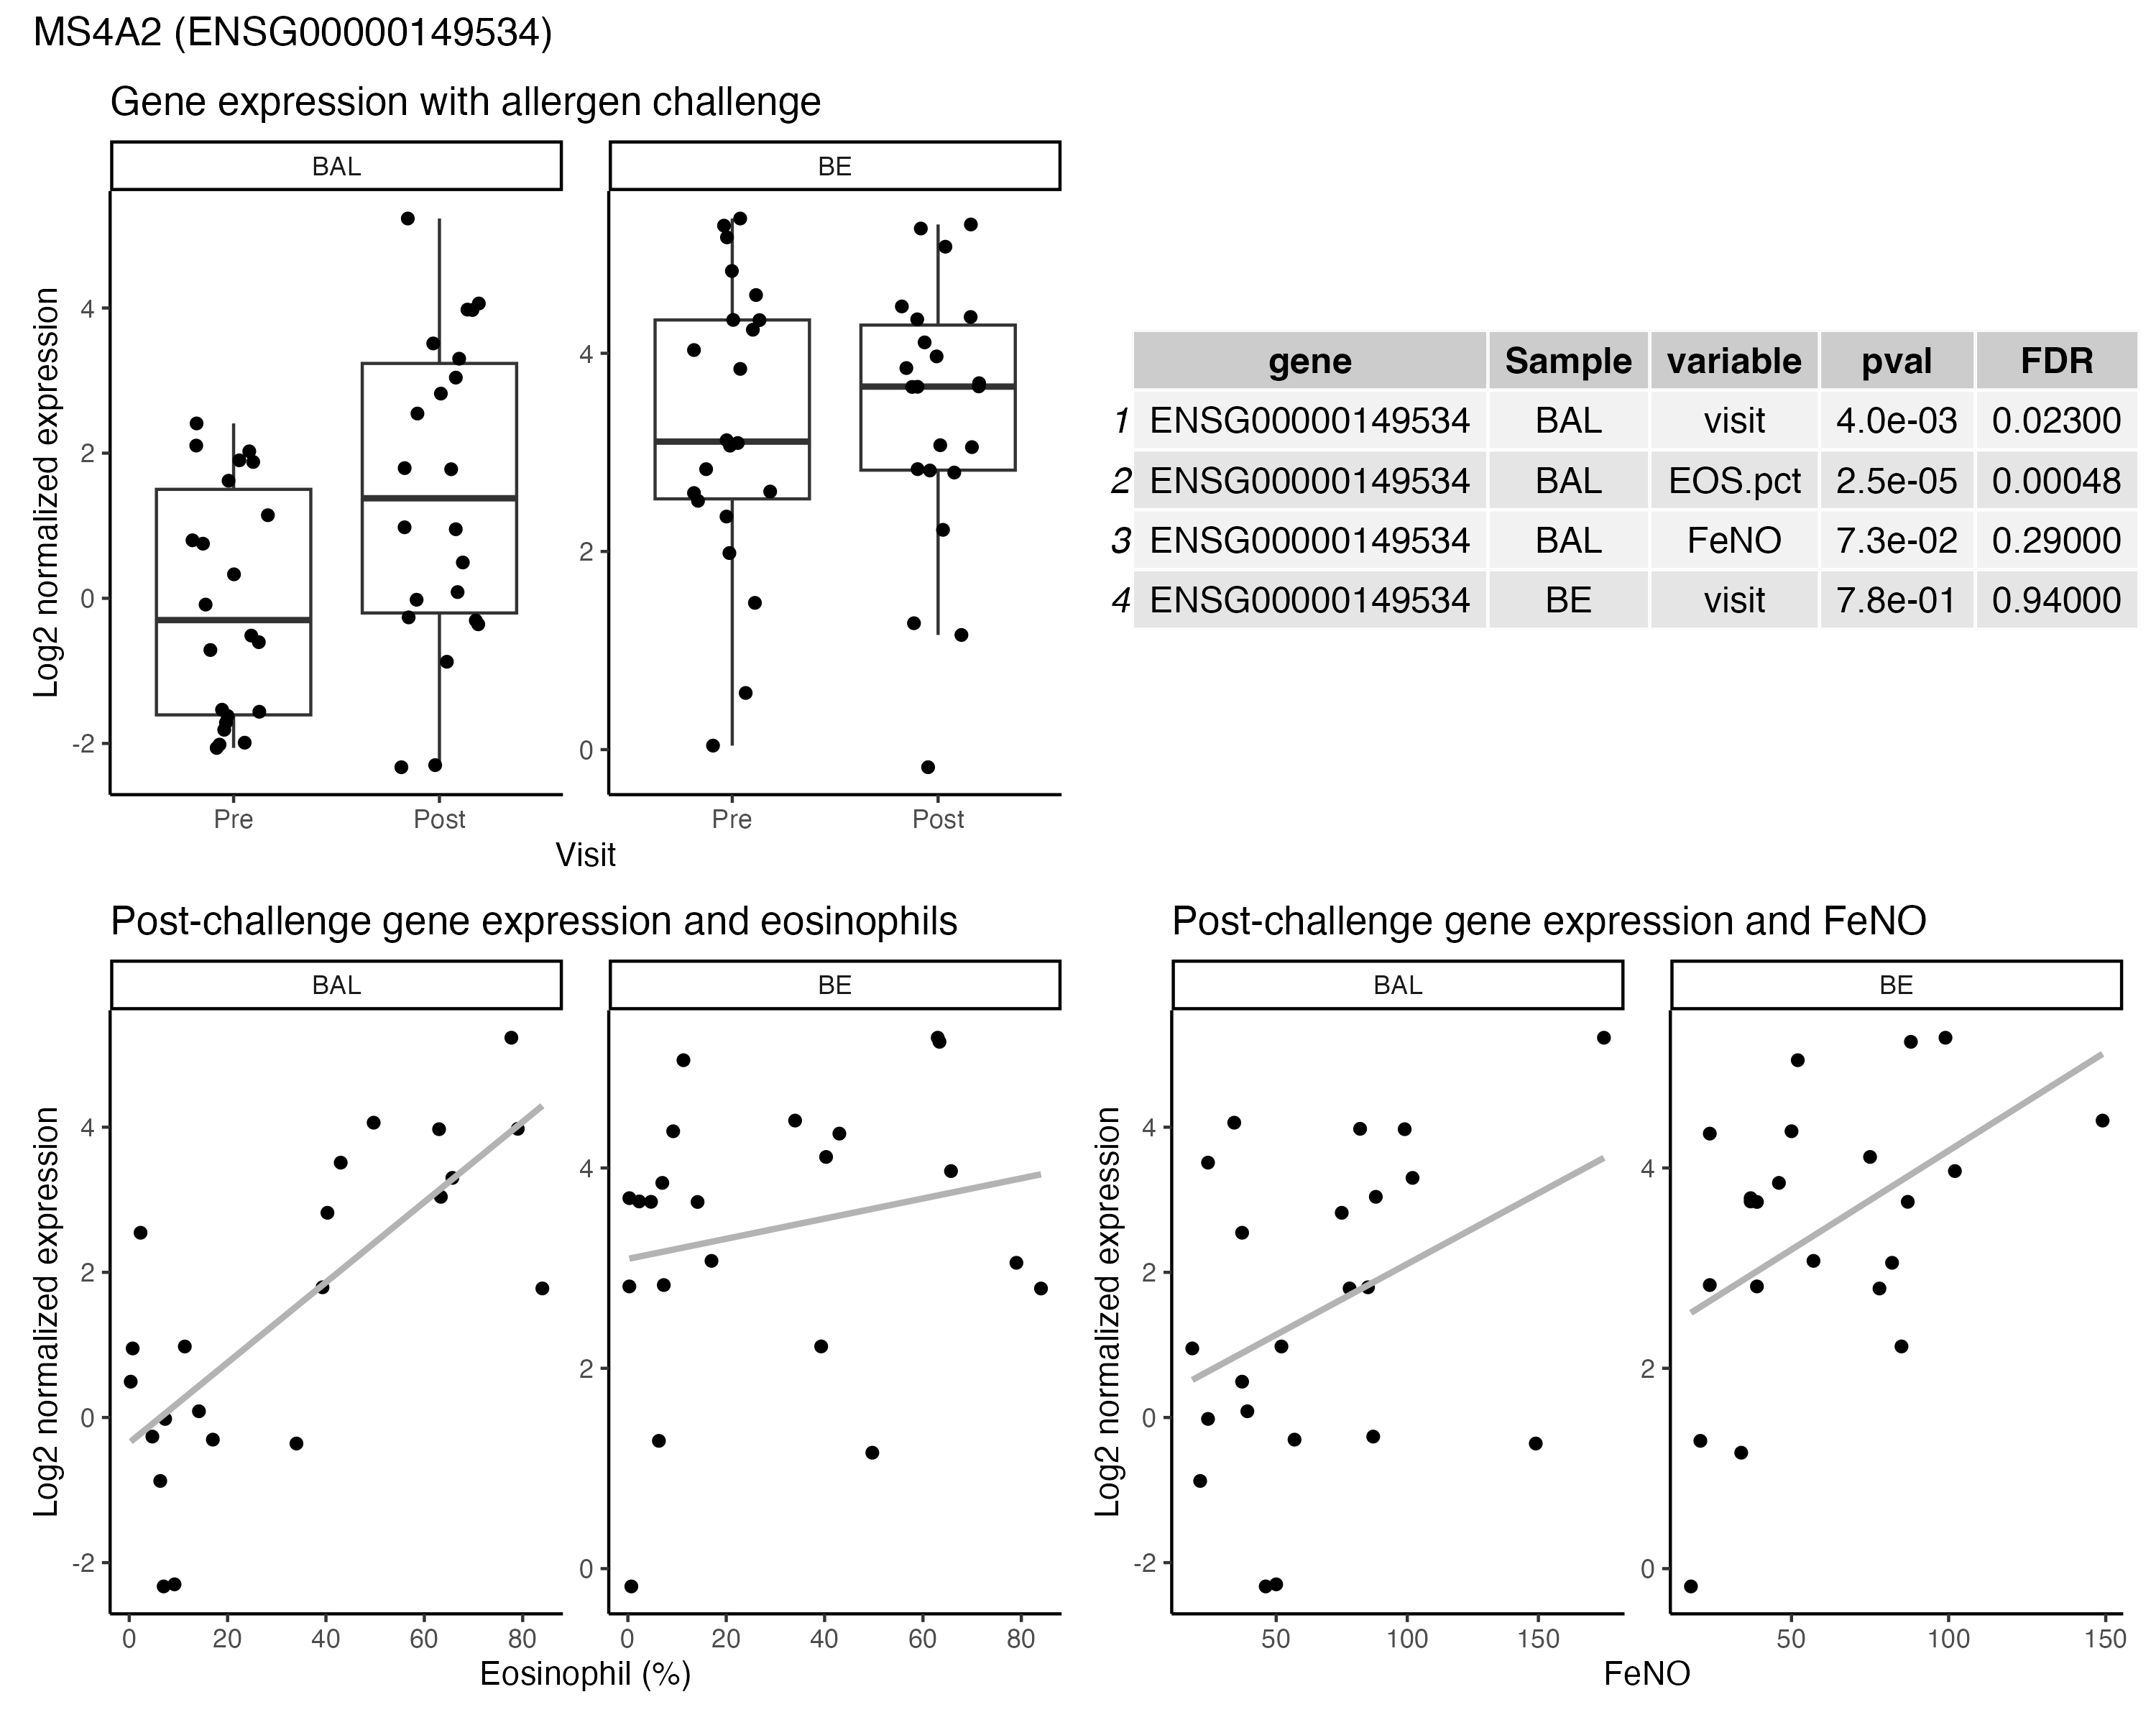 MS4A2 (ENSG00000149534)
Gene expression with allergen challenge
BAL
BE
Log2 normalized expression
4
2
0
-2
4
2
0
Pre
Post
Pre
Post
Visit
gene Sample variable pval FDR
1 ENSG00000149534 BAL visit 4.0e-03 0.02300
2 ENSG00000149534 BAL EOS.pct 2.5e-05 0.00048
3 ENSG00000149534 BAL FeNO 7.3e-02 0.29000
4 ENSG00000149534 BE visit 7.8e-01 0.94000
Post-challenge gene expression and eosinophils
BAL
BE
Log2 normalized expression
4
2
0
-2
4
2
0
0 20 40 60 80
0 20 40 60 80
Eosinophil (%)
Post-challenge gene expression and FeNO
BAL
BE
Log2 normalized expression
4
2
0
-2
4
2
0
50 100 150
50 100 150
FeNO